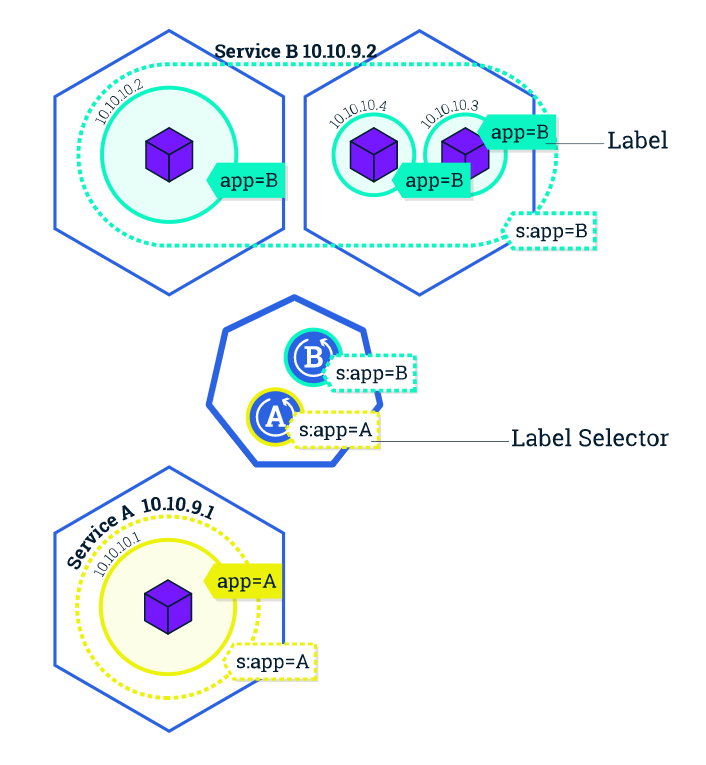 Service B 10.10.9.2
10.10.10.2
app=B
10.10.10.4
app=B
10.10.10.3
app=B
Label
s:app=B
B
s:app=B
A
s:app=A
Label Selector
Service A 10.10.9.1
10.10.10.1
app=A
s:app=A